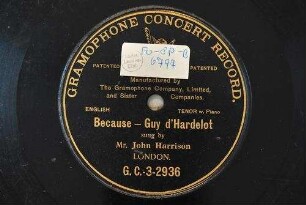 GRAMOPHONE CONCERT RECORD.
PATENTED
PATENTED
Manufactured by
The Gramophone Company, Limited,
and Sister Companies.
ENGLISH
TENOR w. Piano
Because – Guy d'Hardelot
sung by
Mr. John Harrison
LONDON.
G.C.-3-2936